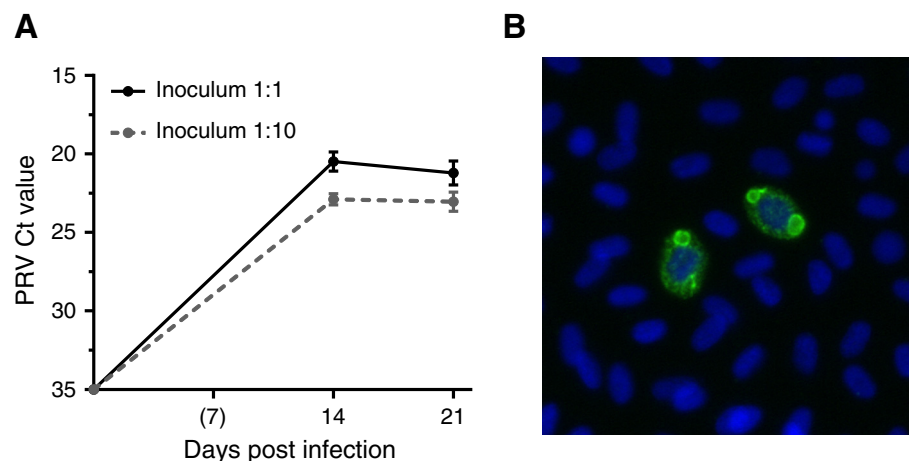 A
B
15
20
25
30
35
PRV Ct value
Inoculum 1:1
Inoculum 1:10
(7)
14
21
Days post infection